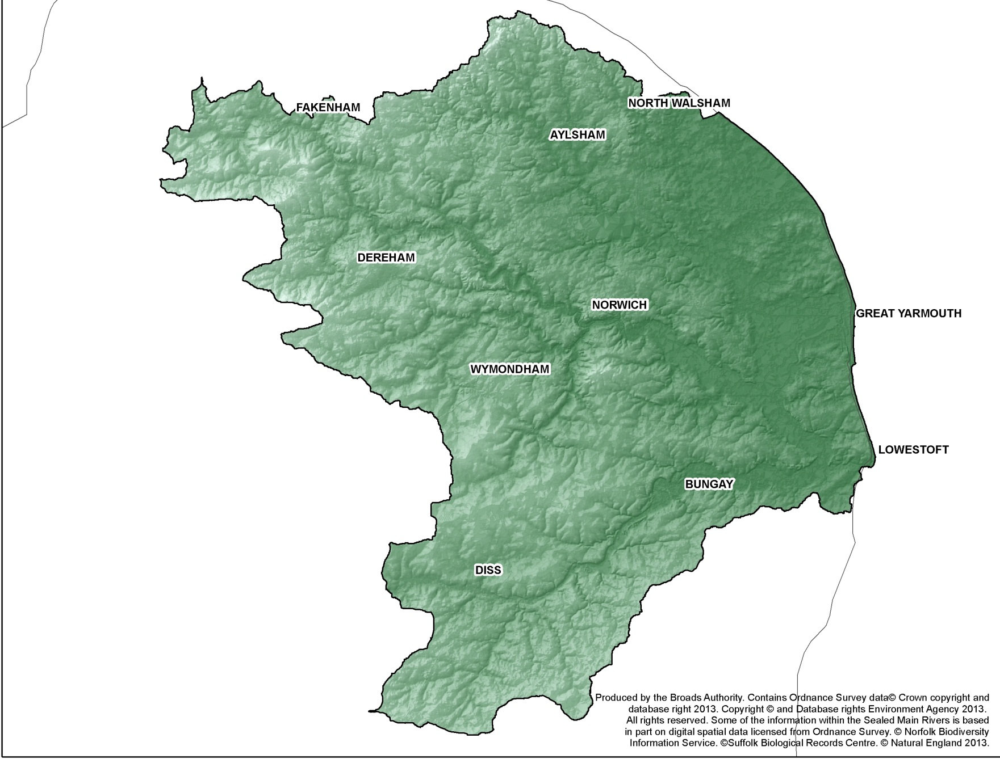 FAKENHAM
NORTH WALSHAM
AYLSHAM
DEREHAM
NORWICH
GREAT YARMOUTH
WYMONDHAM
LOWESTOFT
BUNGAY
DISS
Produced by the Broads Authority. Contains Ordnance Survey data© Crown copyright and
database right 2013. Copyright © and Database rights Environment Agency 2013.
All rights reserved. Some of the information within the Sealed Main Rivers is based
in part on digital spatial data licensed from Ordnance Survey. © Norfolk Biodiversity
Information Service. ©Suffolk Biological Records Centre. © Natural England 2013.